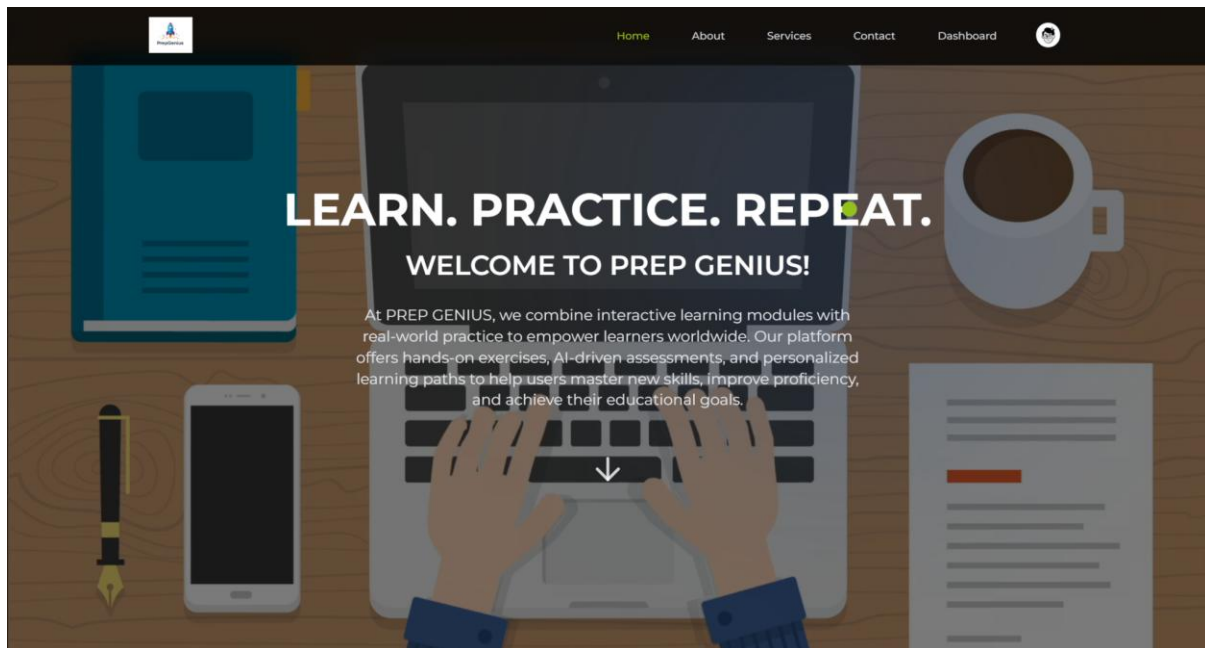 PrepGenius
Home About Services Contact Dashboard
LEARN. PRACTICE. REPEAT.
WELCOME TO PREP GENIUS!
At PREP GENIUS, we combine interactive learning modules with
real-world practice to empower learners worldwide. Our platform
offers hands-on exercises, AI-driven assessments, and personalized
learning paths to help users master new skills, improve proficiency,
and achieve their educational goals.